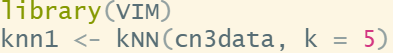 library(VIM)
knn1 <- kNN(cn3data, k = 5)